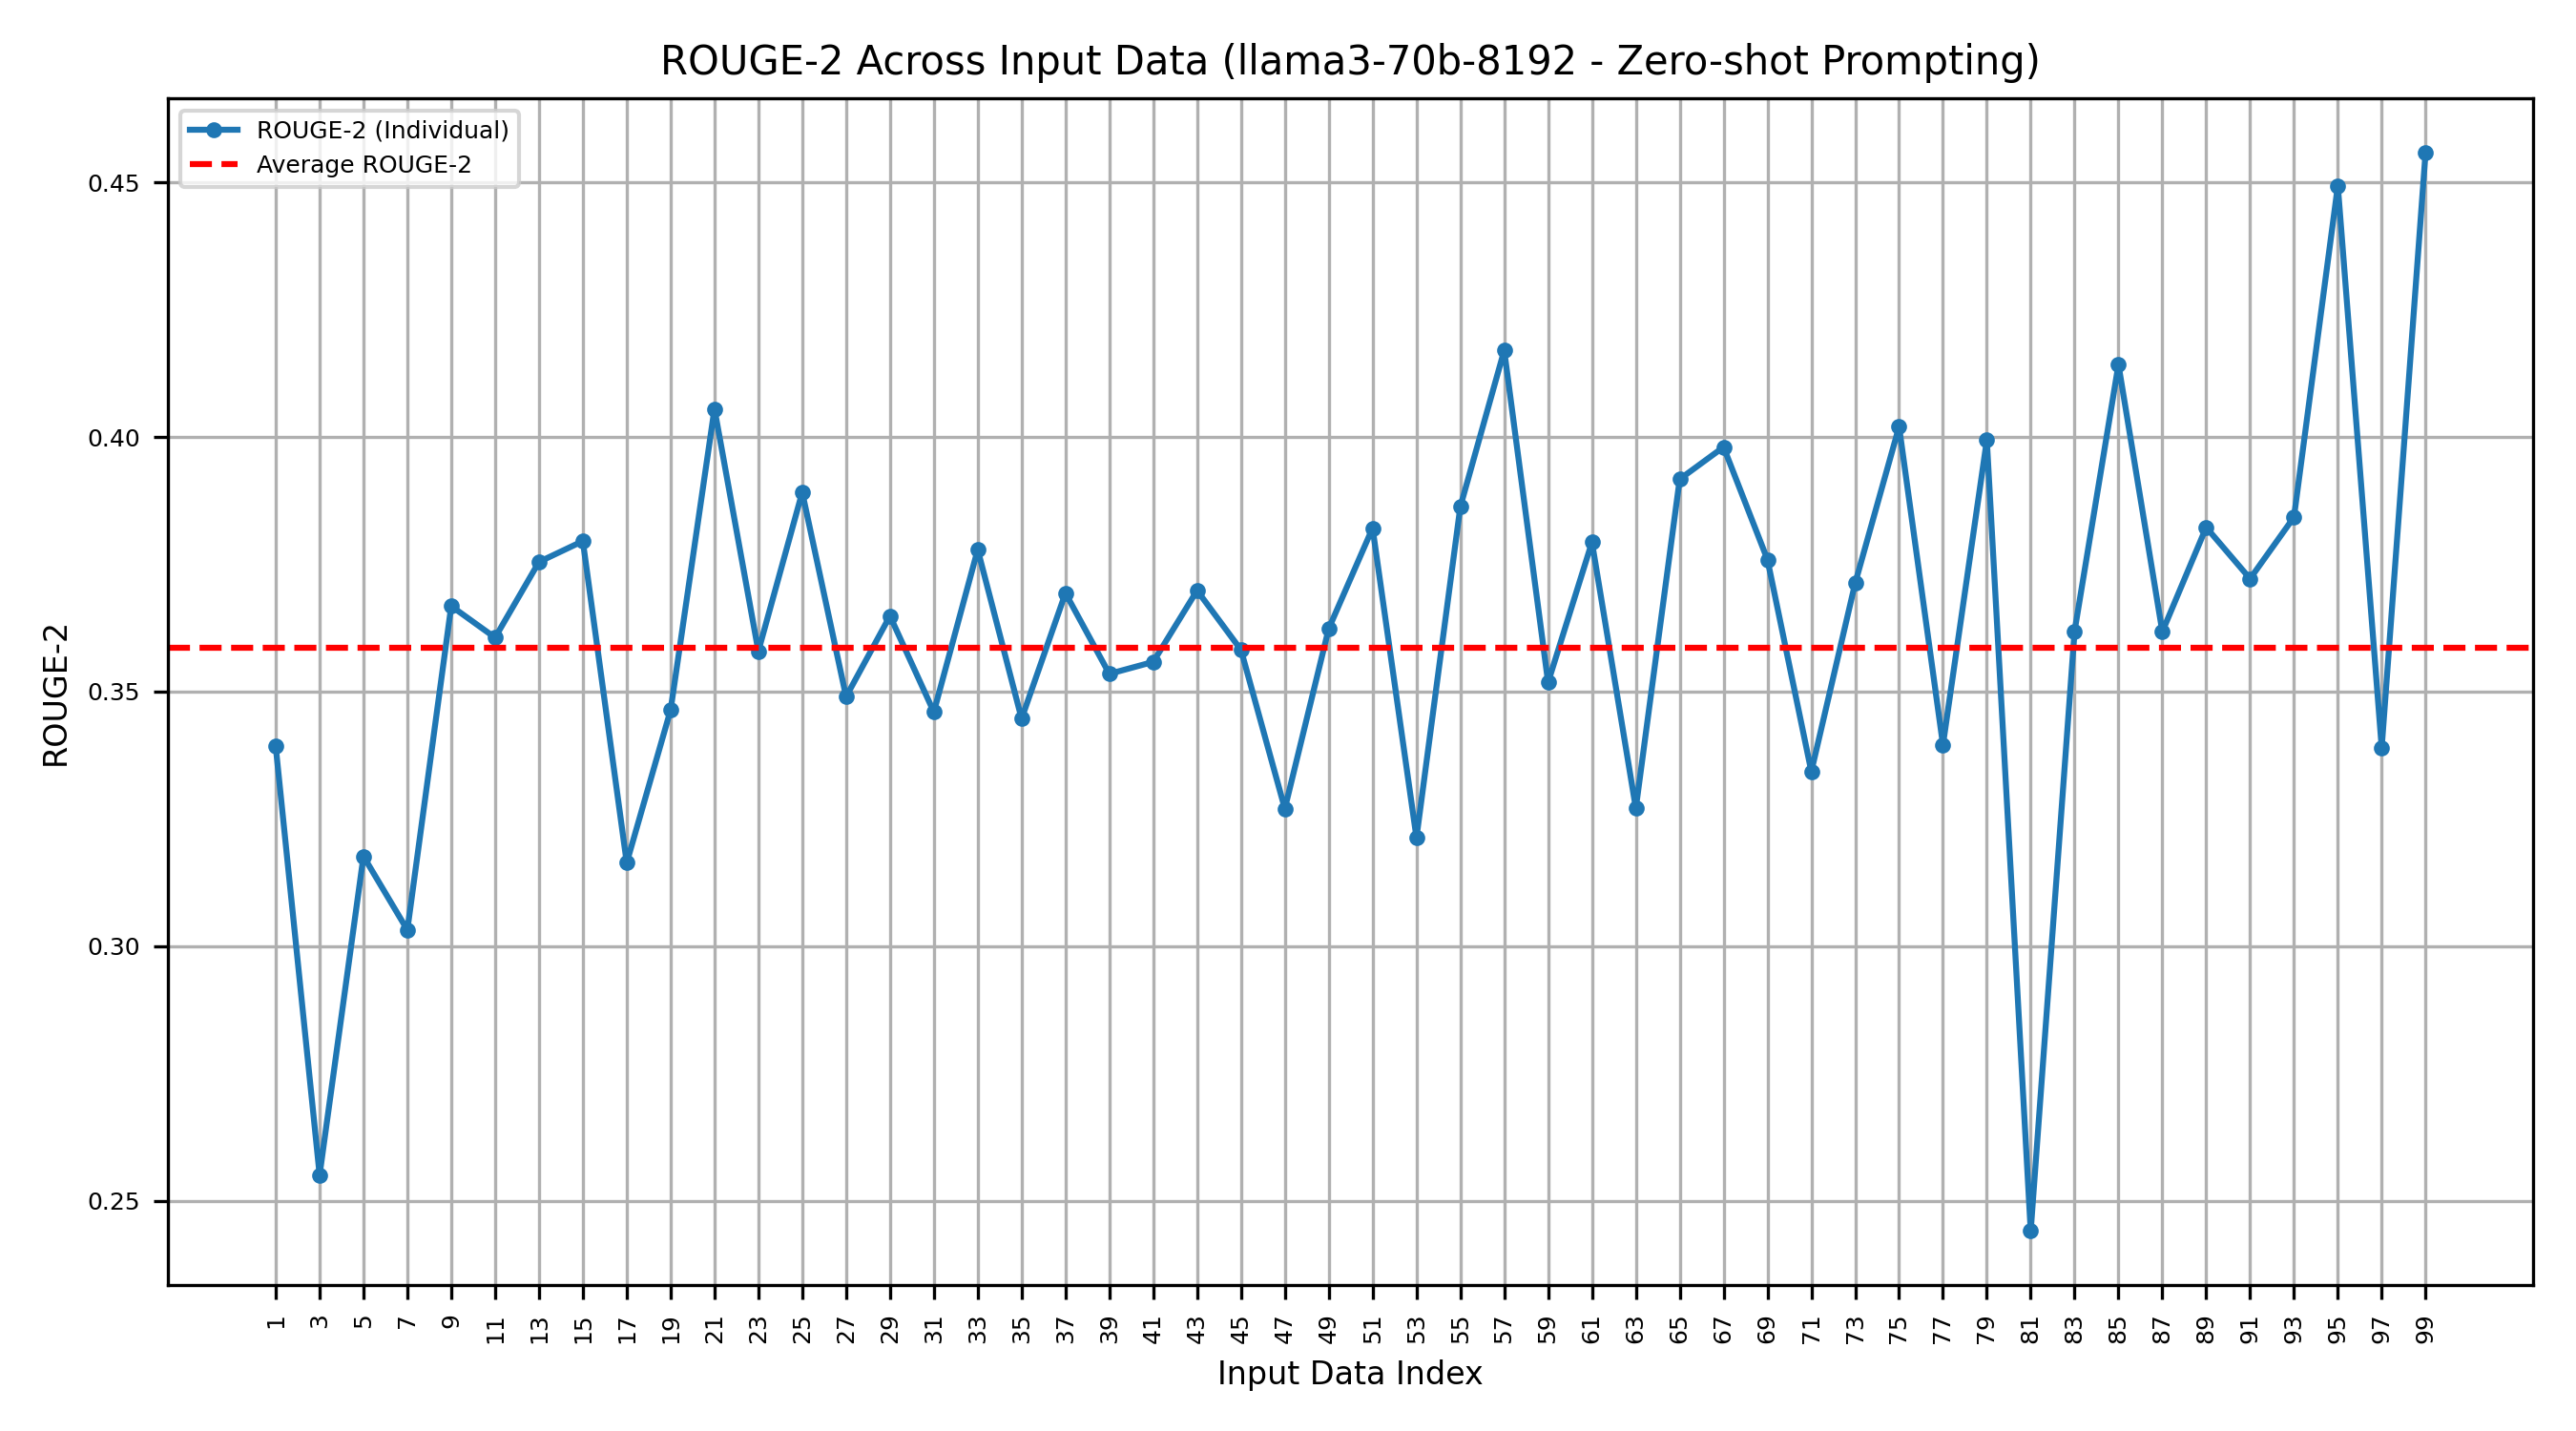 ROUGE-2 Across Input Data (llama3-70b-8192 - Zero-shot Prompting)
ROUGE-2 (Individual)
Average ROUGE-2
0.45
0.40
0.35
0.30
0.25
ROUGE-2
1 3 5 7 9 11 13 15 17 19 21 23 25 27 29 31 33 35 37 39 41 43 45 47 49 51 53 55 57 59 61 63 65 67 69 71 73 75 77 79 81 83 85 87 89 91 93 95 97 99
Input Data Index